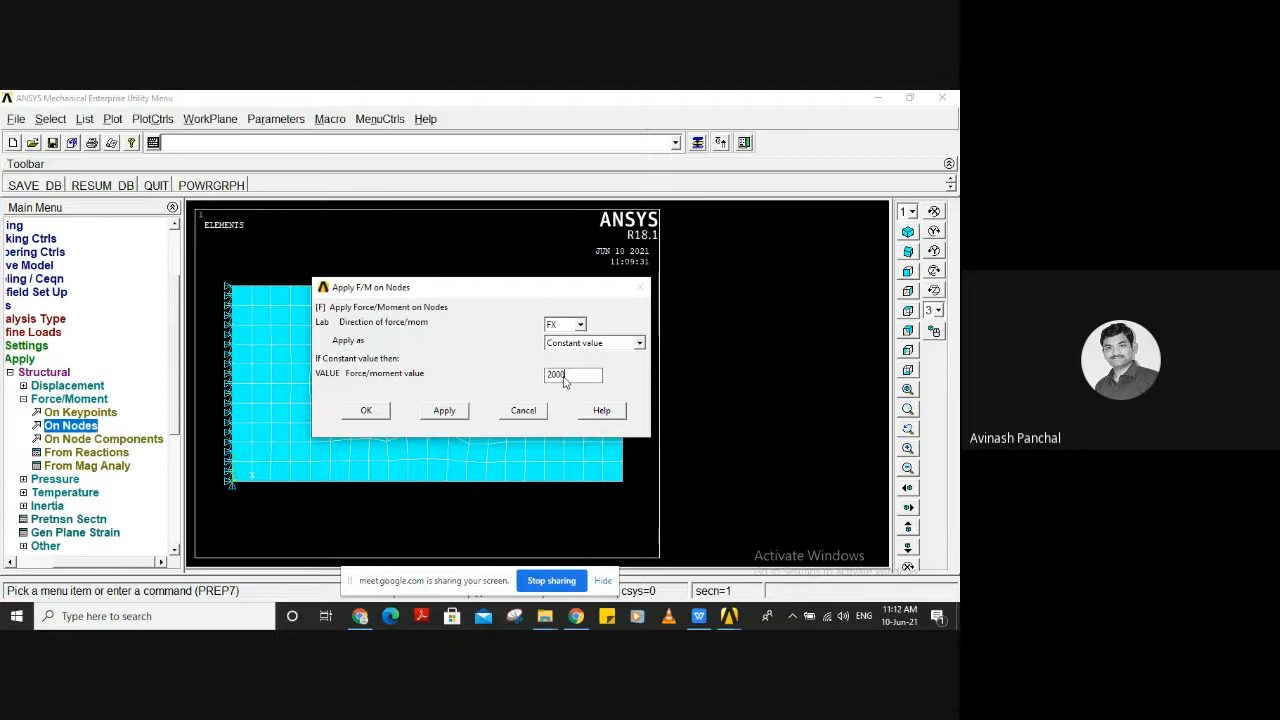 ANSYS Mechanical Enterprise Utility Menu
File Select List Plot PlotCtrls WorkPlane Parameters Macro MenuCtrls Help
Toolbar
SAVE_DB RESUM_DB QUIT POWRGRPH
Main Menu
ing
king Ctrls
bering Ctrls
ve Model
ling / Ceqn
field Set Up
s
alysis Type
fine Loads
Settings
Apply
Structural
Displacement
Force/Moment
On Keypoints
On Nodes
On Node Components
From Reactions
From Mag Analy
Pressure
Temperature
Inertia
Pretnsn Sectn
Gen Plane Strain
Other
1
ELEMENTS
ANSYS
R18.1
JUN 10 2021
11:09:31
Apply F/M on Nodes
[F] Apply Force/Moment on Nodes
Lab Direction of force/mom FX
Apply as Constant value
If Constant value then:
VALUE Force/moment value 2000
OK Apply Cancel Help
X
1
3
Activate Windows
meet.google.com is sharing your screen. Stop sharing Hide
Pick a menu item or enter a command (PREP7) csys=0 secn=1
Type here to search
ENG
11:12 AM
10-Jun-21
1
Avinash Panchal